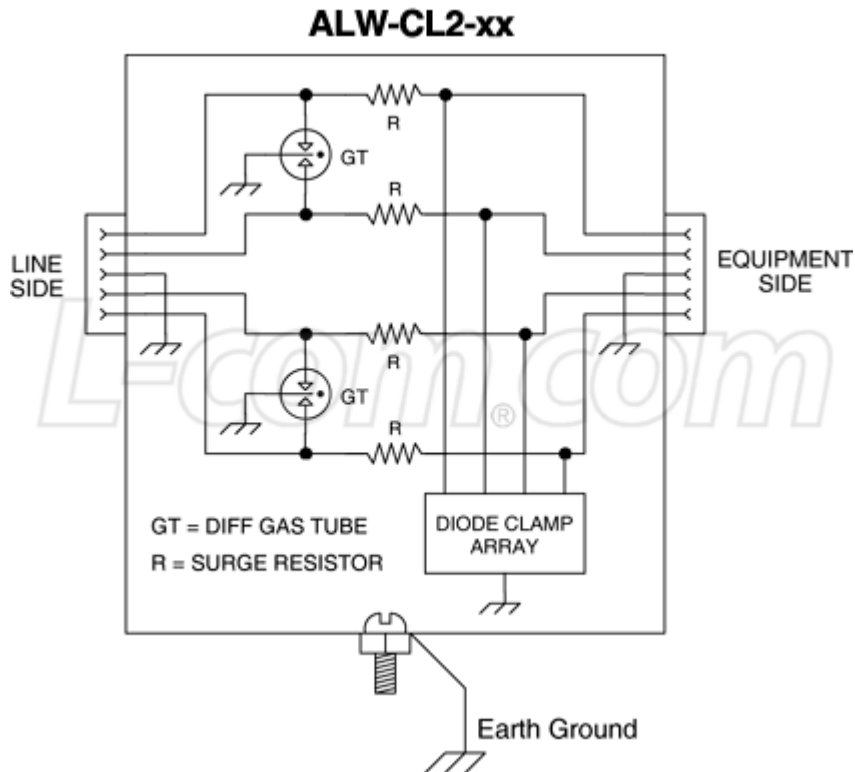 ALW-CL2-xx
R
GT
R
LINE
SIDE
EQUIPMENT
SIDE
L-com.com®
R
GT
R
GT = DIFF GAS TUBE
R = SURGE RESISTOR
DIODE CLAMP
ARRAY
Earth Ground